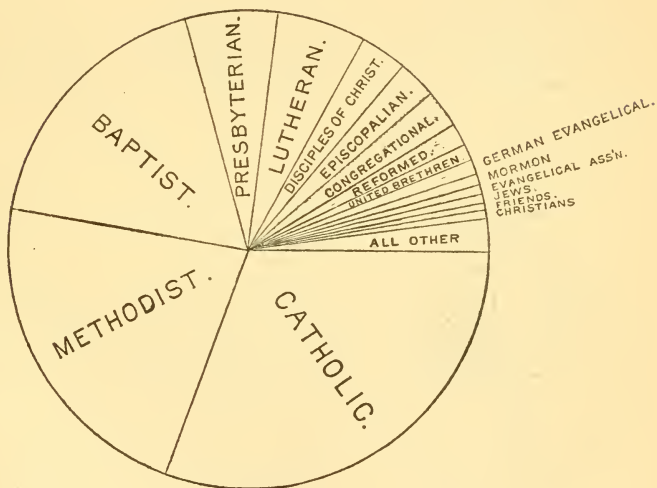 BAPTIST.
PRESBYTERIAN.
LUTHERAN.
DISCIPLES OF CHRIST.
EPISCOPALIAN.
CONGREGATIONAL.
REFORMED.
UNITED BRETHREN.
GERMAN EVANGELICAL.
MORMON
EVANGELICAL ASS'N.
JEWS.
FRIENDS.
CHRISTIANS
ALL OTHER
METHODIST.
CATHOLIC.